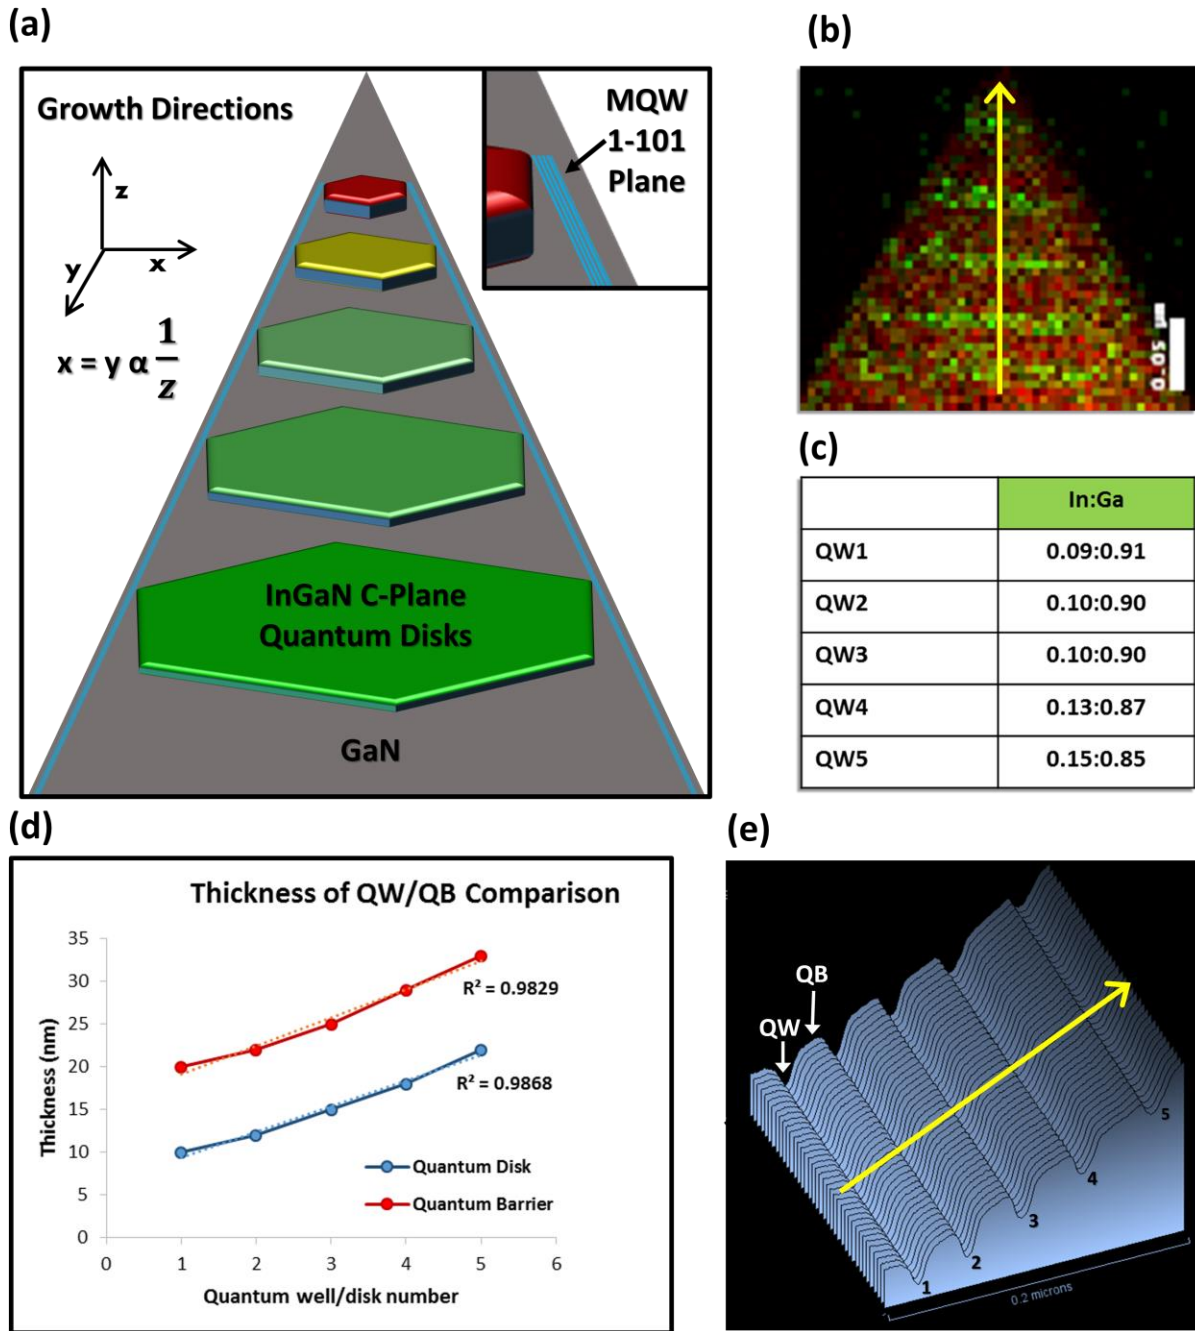 (a)
Growth Directions
z
x
y
x = y α 1/z
MQW
1-101
Plane
InGaN C-Plane
Quantum Disks
GaN
(b)
0.05 µm
(c)
In:Ga
QW1 0.09:0.91
QW2 0.10:0.90
QW3 0.10:0.90
QW4 0.13:0.87
QW5 0.15:0.85
(d)
Thickness of QW/QB Comparison
Thickness (nm)
35
30
25
20
15
10
5
0
R² = 0.9829
R² = 0.9868
Quantum Disk
Quantum Barrier
0 1 2 3 4 5 6
Quantum well/disk number
(e)
QB
QW
1
2
3
4
5
0.2 microns